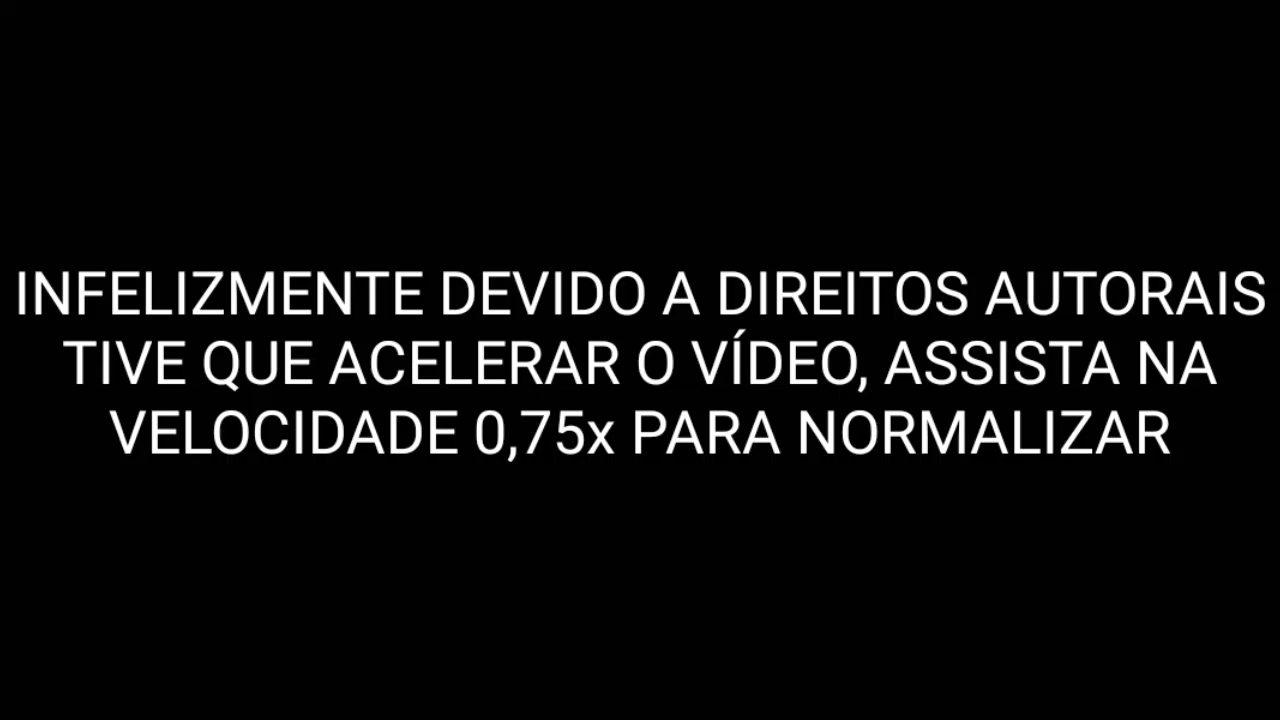 INFELIZMENTE DEVIDO A DIREITOS AUTORAIS
TIVE QUE ACELERAR O VÍDEO, ASSISTA NA
VELOCIDADE 0,75x PARA NORMALIZAR